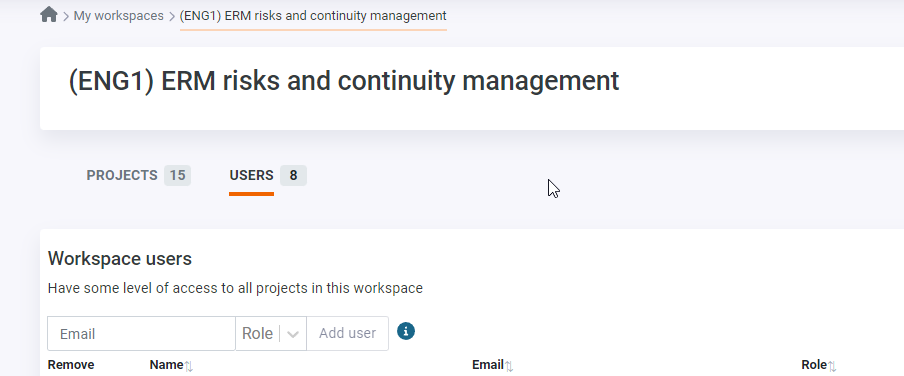 My workspaces (ENG1) ERM risks and continuity management
(ENG1) ERM risks and continuity management
PROJECTS 15 USERS 8
Workspace users
Have some level of access to all projects in this workspace
Email Role Add user
Remove Name Email Role